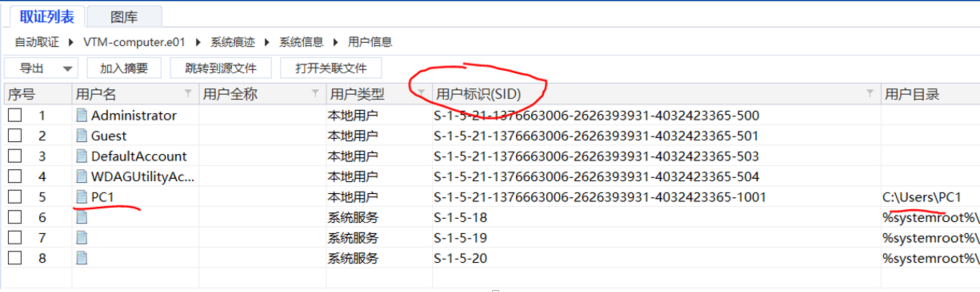 取证列表 图库
自动取证 VTM-computer.e01 系统痕迹 系统信息 用户信息
导出 加入摘要 跳转到源文件 打开关联文件
序号 用户名 用户全称 用户类型 用户标识(SID) 用户目录
1 Administrator 本地用户 S-1-5-21-1376663006-2626393931-4032423365-500
2 Guest 本地用户 S-1-5-21-1376663006-2626393931-4032423365-501
3 DefaultAccount 本地用户 S-1-5-21-1376663006-2626393931-4032423365-503
4 WDAGUtilityAc... 本地用户 S-1-5-21-1376663006-2626393931-4032423365-504
5 PC1 本地用户 S-1-5-21-1376663006-2626393931-4032423365-1001 C:\Users\PC1
6 系统服务 S-1-5-18 %systemroot%\
7 系统服务 S-1-5-19 %systemroot%\
8 系统服务 S-1-5-20 %systemroot%\